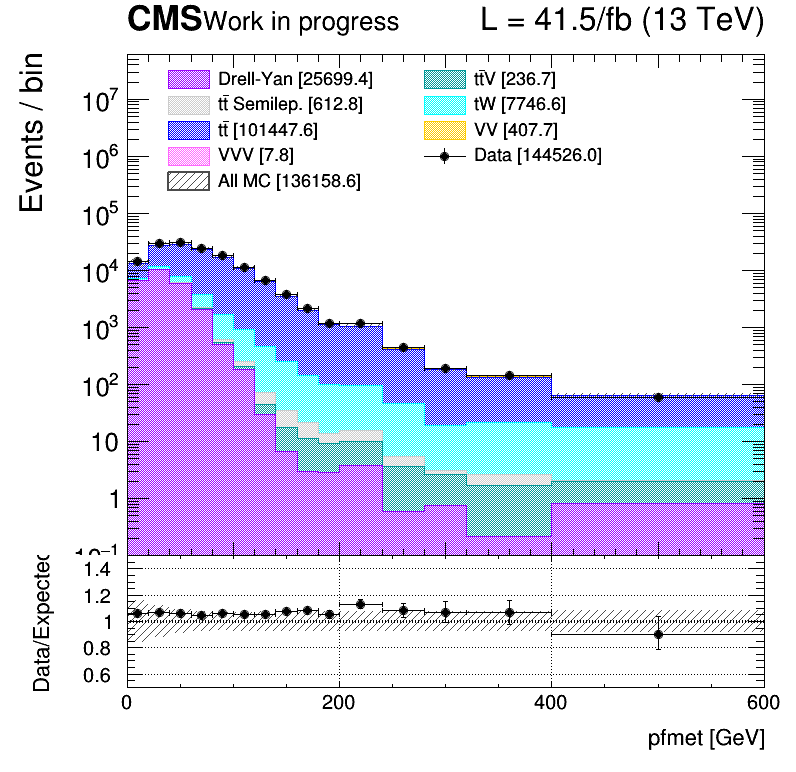 CMS Work in progress L = 41.5/fb (13 TeV)
Events / bin
Drell-Yan [25699.4]
tt̄ Semilep. [612.8]
tt̄ [101447.6]
VVV [7.8]
All MC [136158.6]
tt̄V [236.7]
tW [7746.6]
VV [407.7]
Data [144526.0]
10⁷
10⁶
10⁵
10⁴
10³
10²
10
1
10⁻¹
Data/Expected
1.4
1.2
1
0.8
0.6
0 200 400 600
pfmet [GeV]